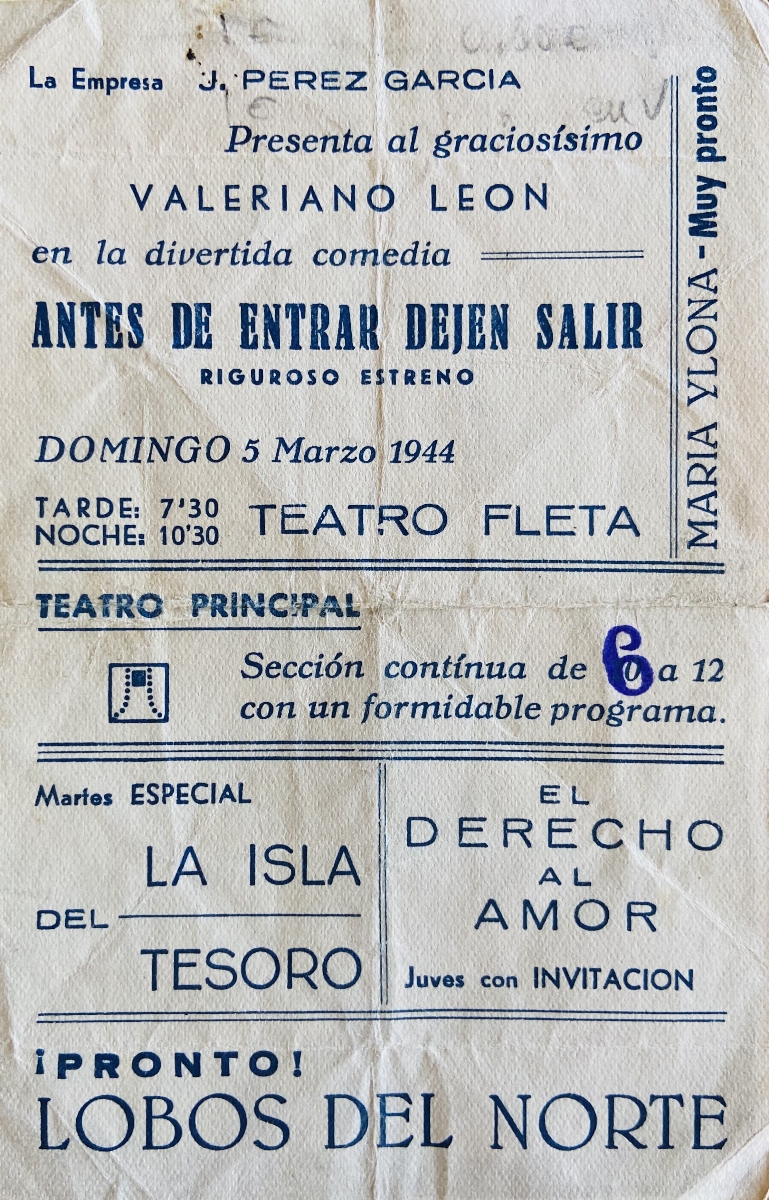 La Empresa J. PEREZ GARCIA
Presenta al graciosísimo
VALERIANO LEON
en la divertida comedia
ANTES DE ENTRAR DEJEN SALIR
RIGUROSO ESTRENO
DOMINGO 5 Marzo 1944
TARDE: 7'30
NOCHE: 10'30
TEATRO FLETA
MARIA YLONA - Muy pronto
TEATRO PRINCIPAL
Sección contínua de 6 a 12
con un formidable programa.
Martes ESPECIAL
LA ISLA
DEL
TESORO
EL
DERECHO
AL
AMOR
Juves con INVITACION
¡PRONTO!
LOBOS DEL NORTE